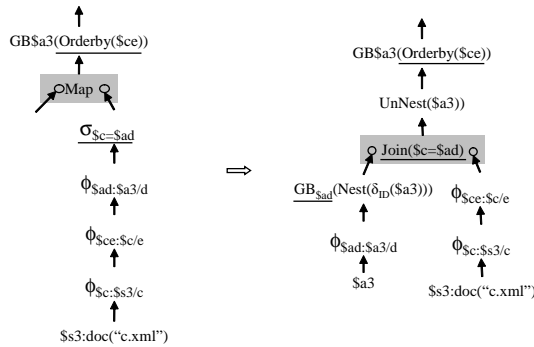 GB$a3(Orderby($ce))
Map
σ$c=$ad
ϕ$ad:$a3/d
ϕ$ce:$c/e
ϕ$c:$s3/c
$s3:doc(“c.xml”)
⇨
GB$a3(Orderby($ce))
UnNest($a3))
Join($c=$ad)
GB$ad(Nest(δID($a3)))
ϕ$ad:$a3/d
$a3
ϕ$ce:$c/e
ϕ$c:$s3/c
$s3:doc(“c.xml”)